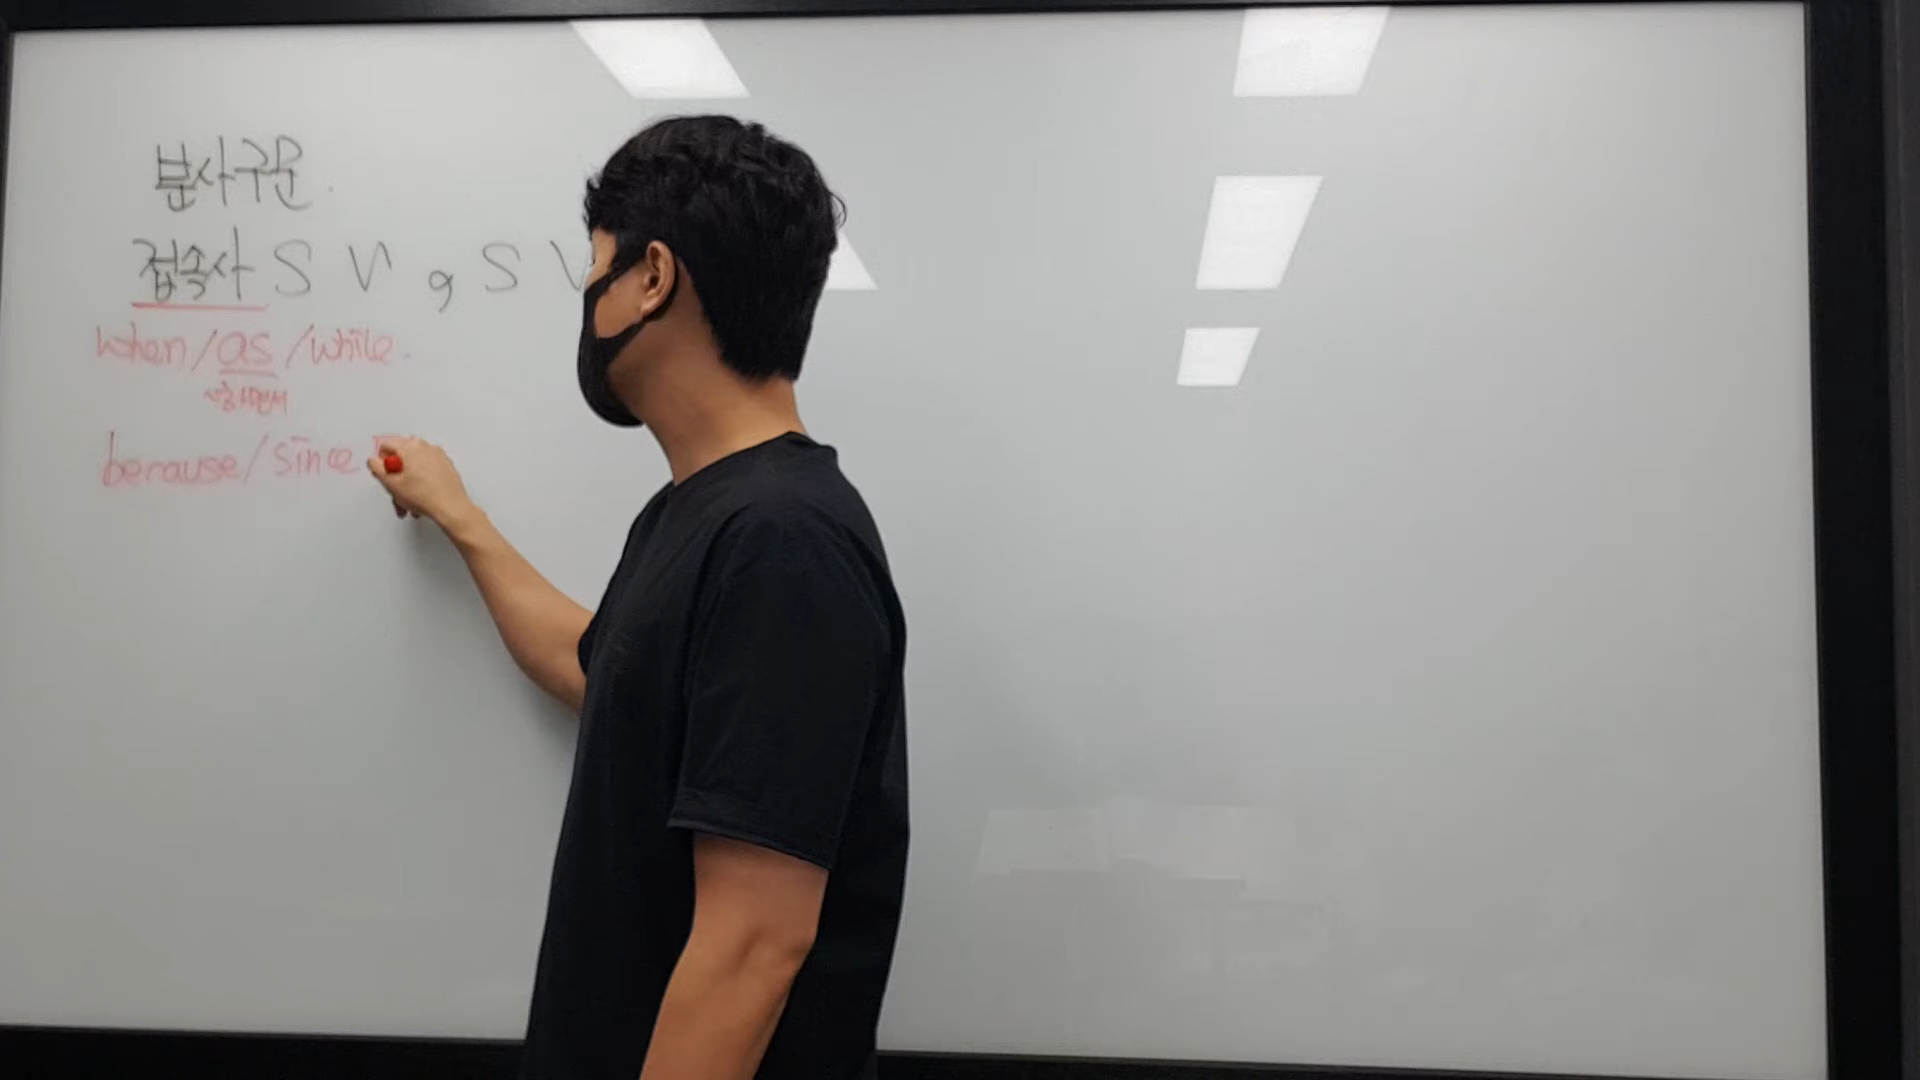 분사구문.
접속사 S V , S V
when / as / while.
~하면서
because / since